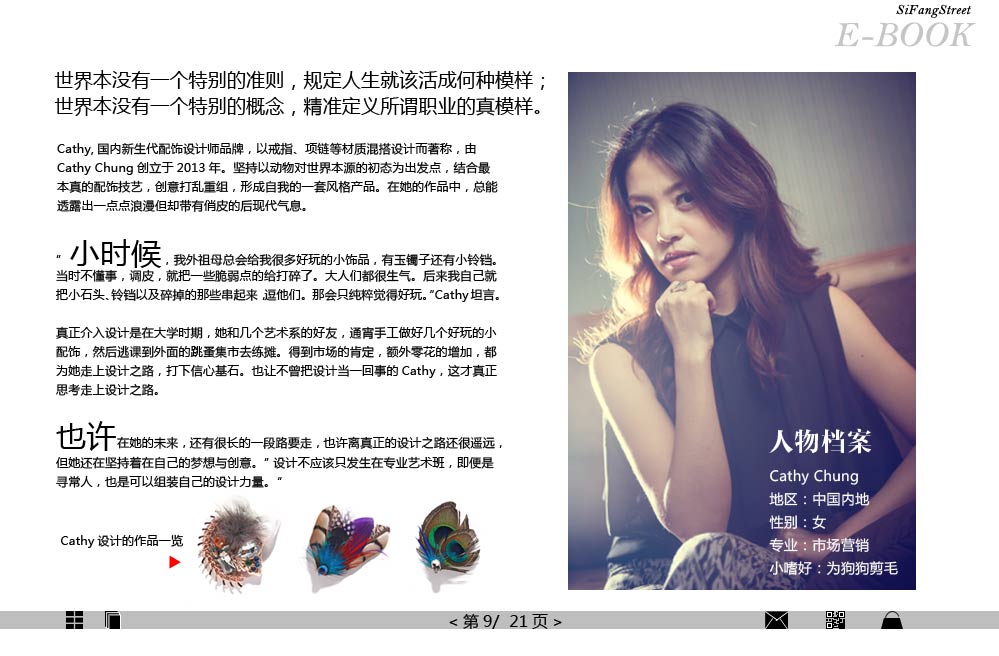 SiFangStreet
E-BOOK
世界本没有一个特别的准则，规定人生就该活成何种模样；
世界本没有一个特别的概念，精准定义所谓职业的真模样。
Cathy, 国内新生代配饰设计师品牌，以戒指、项链等材质混搭设计而著称，由
Cathy Chung 创立于 2013 年。坚持以动物对世界本源的初态为出发点，结合最
本真的配饰技艺，创意打乱重组，形成自我的一套风格产品。在她的作品中，总能
透露出一点点浪漫但却带有俏皮的后现代气息。
“小时候，我外祖母总会给我很多好玩的小饰品，有玉镯子还有小铃铛。
当时不懂事，调皮，就把一些脆弱点的给打碎了。大人们都很生气。后来我自己就
把小石头、铃铛以及碎掉的那些串起来，逗他们。那会只纯粹觉得好玩。“Cathy 坦言。
真正介入设计是在大学时期，她和几个艺术系的好友，通宵手工做好几个好玩的小
配饰，然后逃课到外面的跳蚤集市去练摊。得到市场的肯定，额外零花的增加，都
为她走上设计之路，打下信心基石。也让不曾把设计当一回事的 Cathy，这才真正
思考走上设计之路。
也许在她的未来，还有很长的一段路要走，也许离真正的设计之路还很遥远，
但她还在坚持着在自己的梦想与创意。”设计不应该只发生在专业艺术班，即便是
寻常人，也是可以组装自己的设计力量。“
Cathy 设计的作品一览
人物档案
Cathy Chung
地区：中国内地
性别：女
专业：市场营销
小嗜好：为狗狗剪毛
< 第 9/ 21 页 >